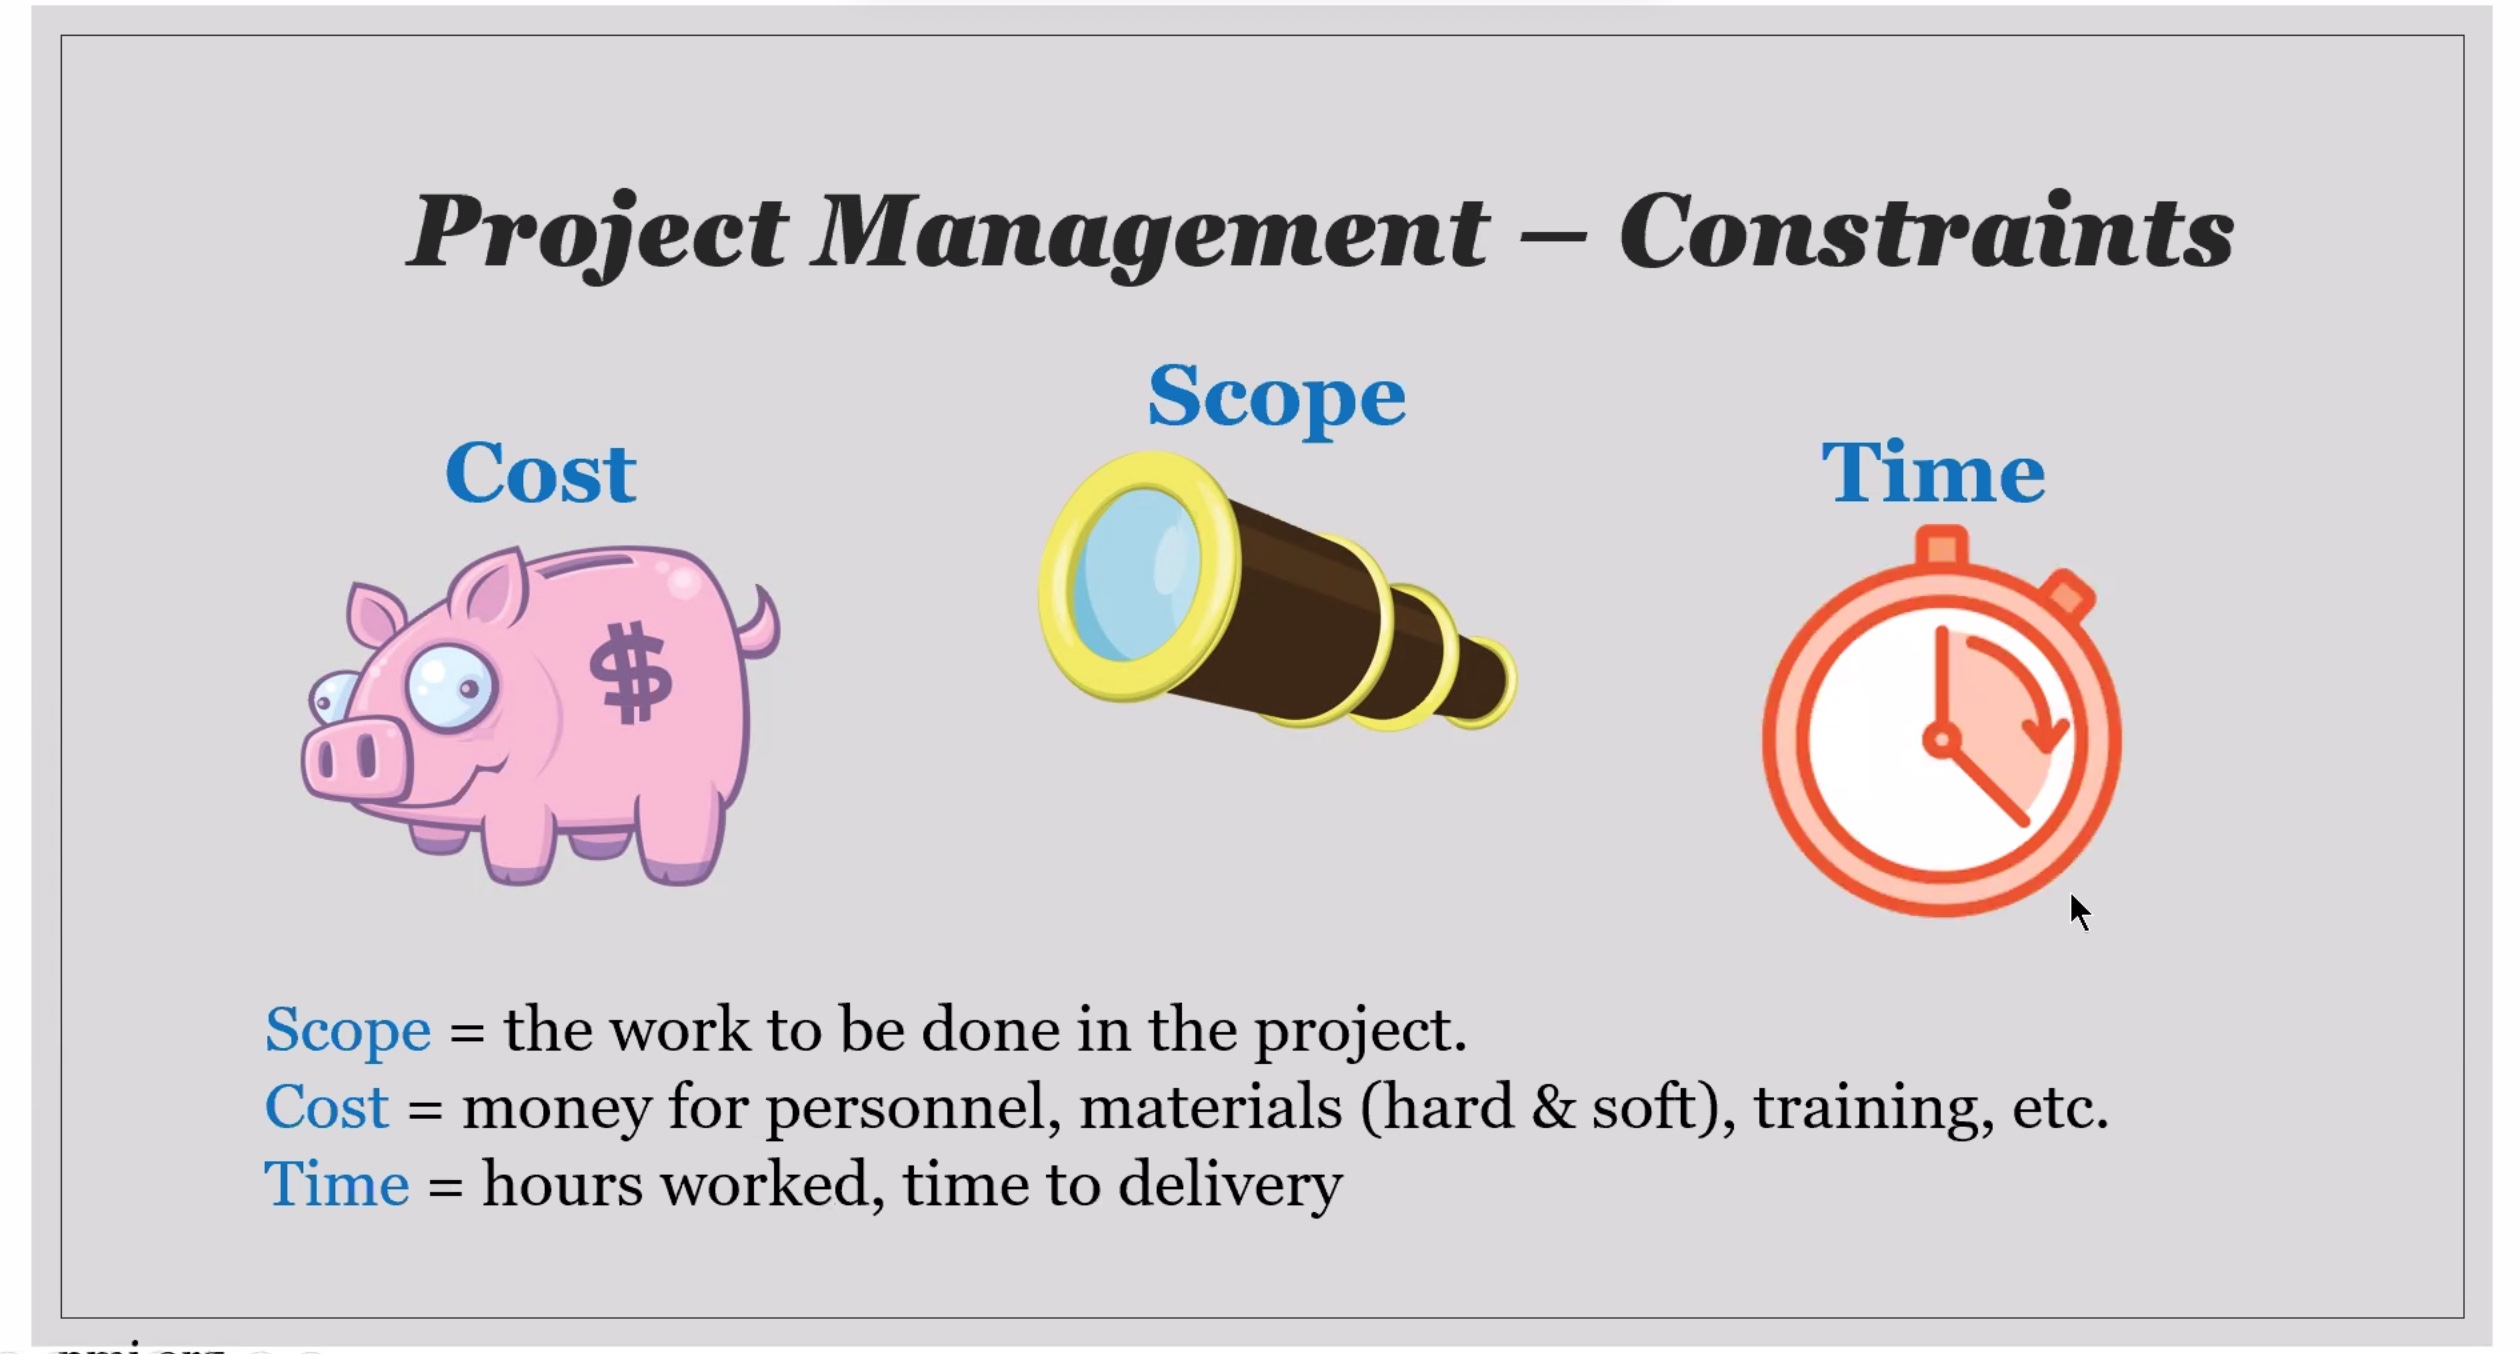 Project Management – Constraints
Scope
Cost
Time
$
Scope = the work to be done in the project.
Cost = money for personnel, materials (hard & soft), training, etc.
Time = hours worked, time to delivery